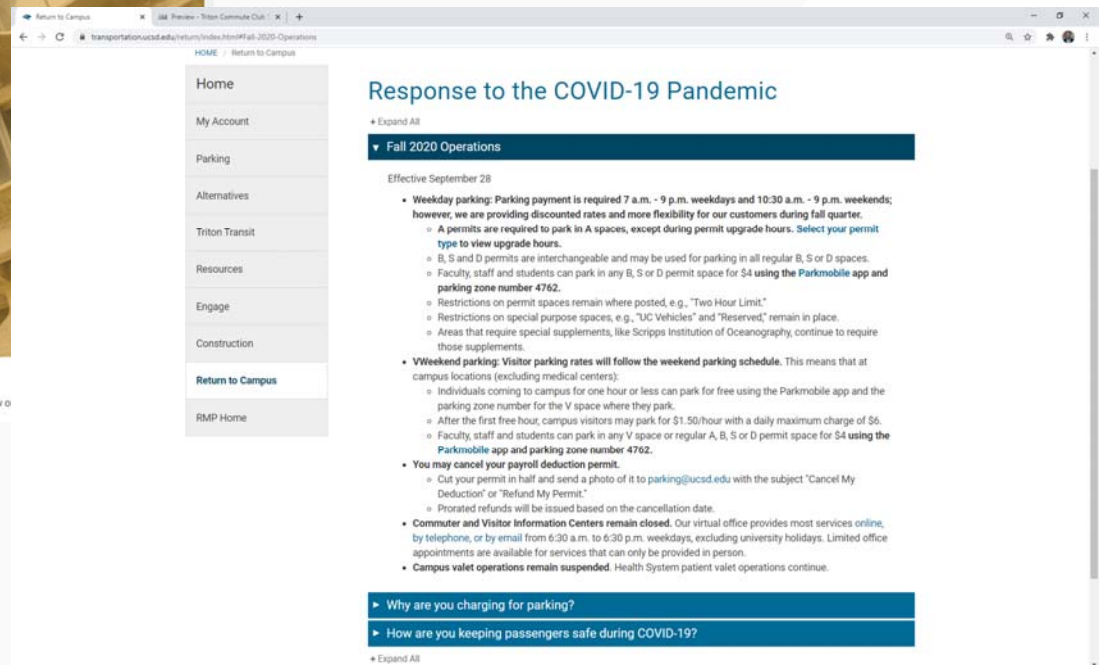 Return to Campus
Preview - Triton Commute Club
transportation.ucsd.edu/return/index.html#Fall-2020-Operations
HOME / Return to Campus
Home
My Account
Parking
Alternatives
Triton Transit
Resources
Engage
Construction
Return to Campus
RMP Home
Response to the COVID-19 Pandemic
+ Expand All
▼ Fall 2020 Operations
Effective September 28
• Weekday parking: Parking payment is required 7 a.m. - 9 p.m. weekdays and 10:30 a.m. - 9 p.m. weekends;
however, we are providing discounted rates and more flexibility for our customers during fall quarter.
○ A permits are required to park in A spaces, except during permit upgrade hours. Select your permit
type to view upgrade hours.
○ B, S and D permits are interchangeable and may be used for parking in all regular B, S or D spaces.
○ Faculty, staff and students can park in any B, S or D permit space for $4 using the Parkmobile app and
parking zone number 4762.
○ Restrictions on permit spaces remain where posted, e.g., "Two Hour Limit."
○ Restrictions on special purpose spaces, e.g., "UC Vehicles" and "Reserved," remain in place.
○ Areas that require special supplements, like Scripps Institution of Oceanography, continue to require
those supplements.
• VWeekend parking: Visitor parking rates will follow the weekend parking schedule. This means that at
campus locations (excluding medical centers):
○ Individuals coming to campus for one hour or less can park for free using the Parkmobile app and the
parking zone number for the V space where they park.
○ After the first free hour, campus visitors may park for $1.50/hour with a daily maximum charge of $6.
○ Faculty, staff and students can park in any V space or regular A, B, S or D permit space for $4 using the
Parkmobile app and parking zone number 4762.
• You may cancel your payroll deduction permit.
○ Cut your permit in half and send a photo of it to parking@ucsd.edu with the subject "Cancel My
Deduction" or "Refund My Permit."
○ Prorated refunds will be issued based on the cancellation date.
• Commuter and Visitor Information Centers remain closed. Our virtual office provides most services online,
by telephone, or by email from 6:30 a.m. to 6:30 p.m. weekdays, excluding university holidays. Limited office
appointments are available for services that can only be provided in person.
• Campus valet operations remain suspended. Health System patient valet operations continue.
► Why are you charging for parking?
► How are you keeping passengers safe during COVID-19?
+ Expand All